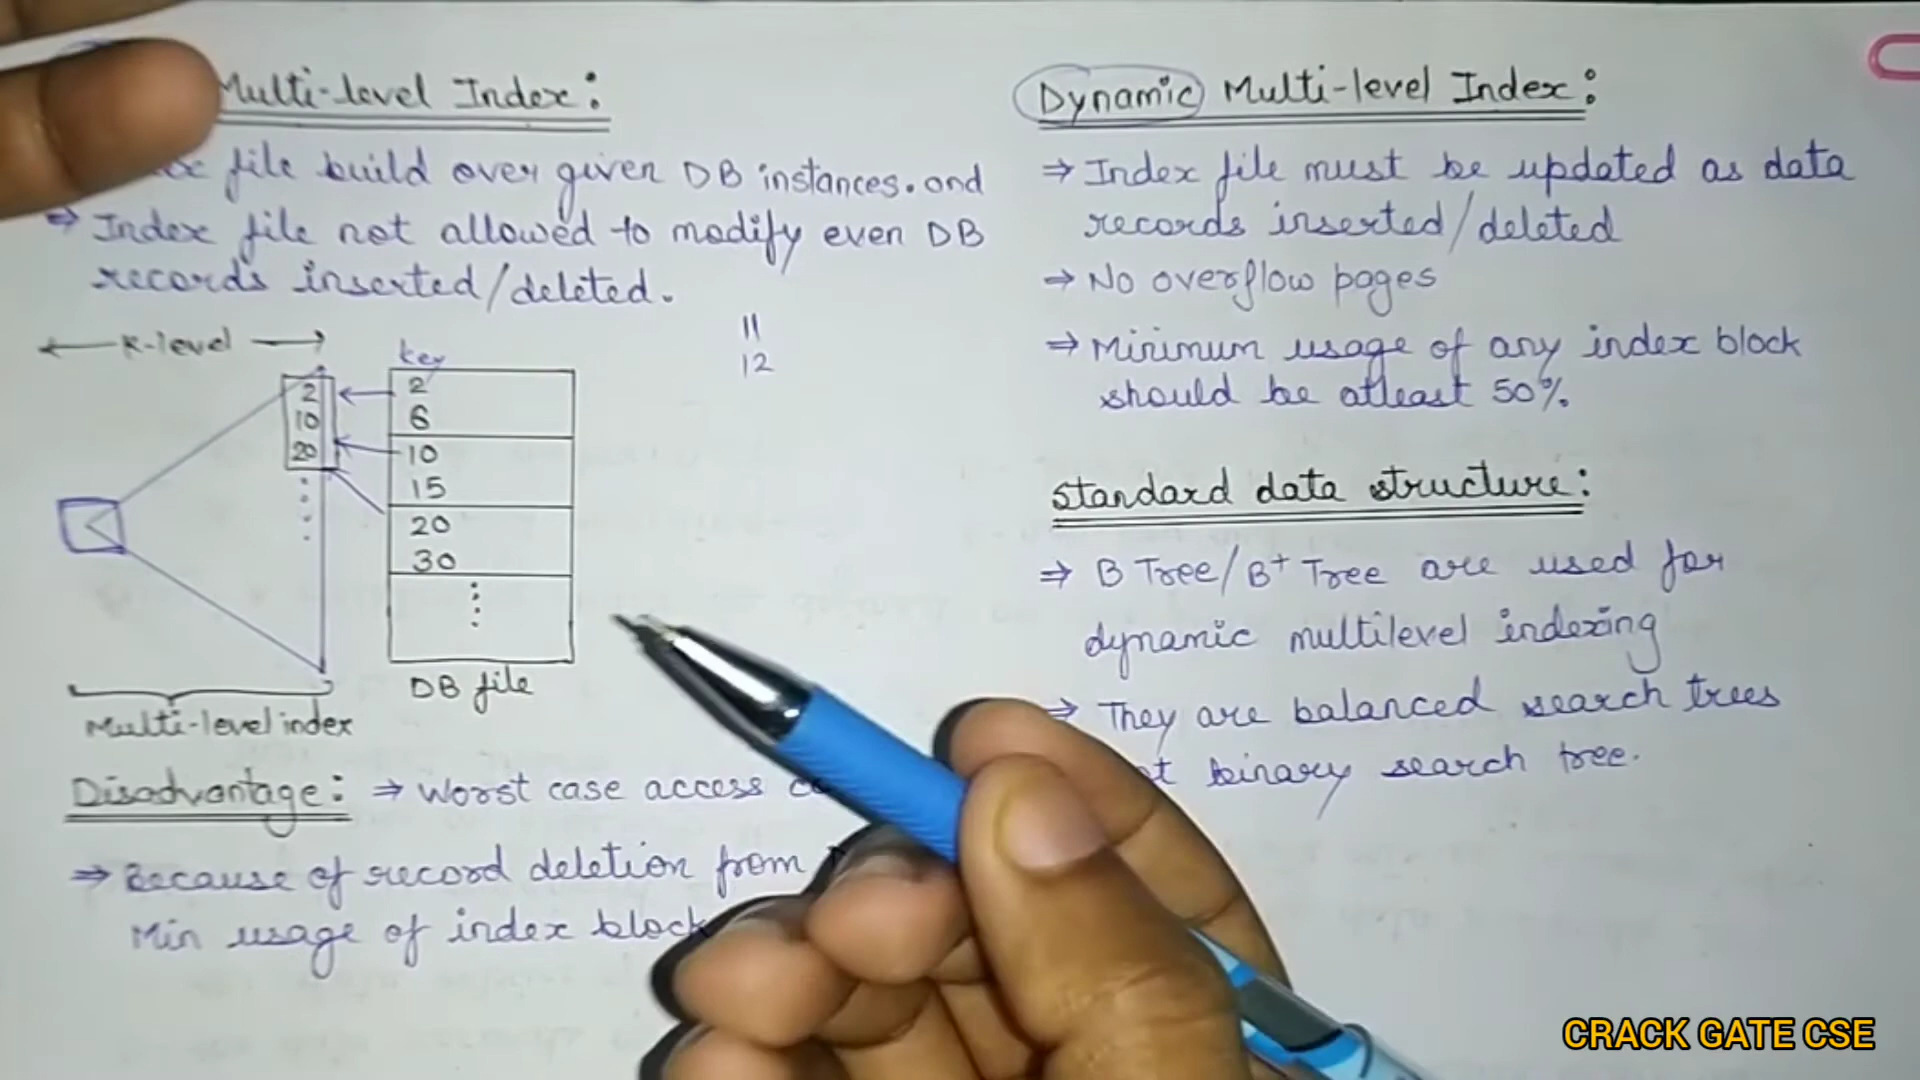 Multi-level Index:
file build over given DB instances. and
⇒ Index file not allowed to modify even DB
records inserted/deleted.
K-level
key
11
12
2
10
20
2
6
10
15
20
30
DB file
Multi-level index
Disadvantage: ⇒ Worst case access
⇒ Because of record deletion from
Min usage of index block
Dynamic Multi-level Index:
⇒ Index file must be updated as data
records inserted/deleted
⇒ No overflow pages
⇒ Minimum usage of any index block
should be atleast 50%.
Standard data structure:
⇒ B Tree/B+ Tree are used for
dynamic multilevel indexing
⇒ They are balanced search trees
binary search tree.
CRACK GATE CSE